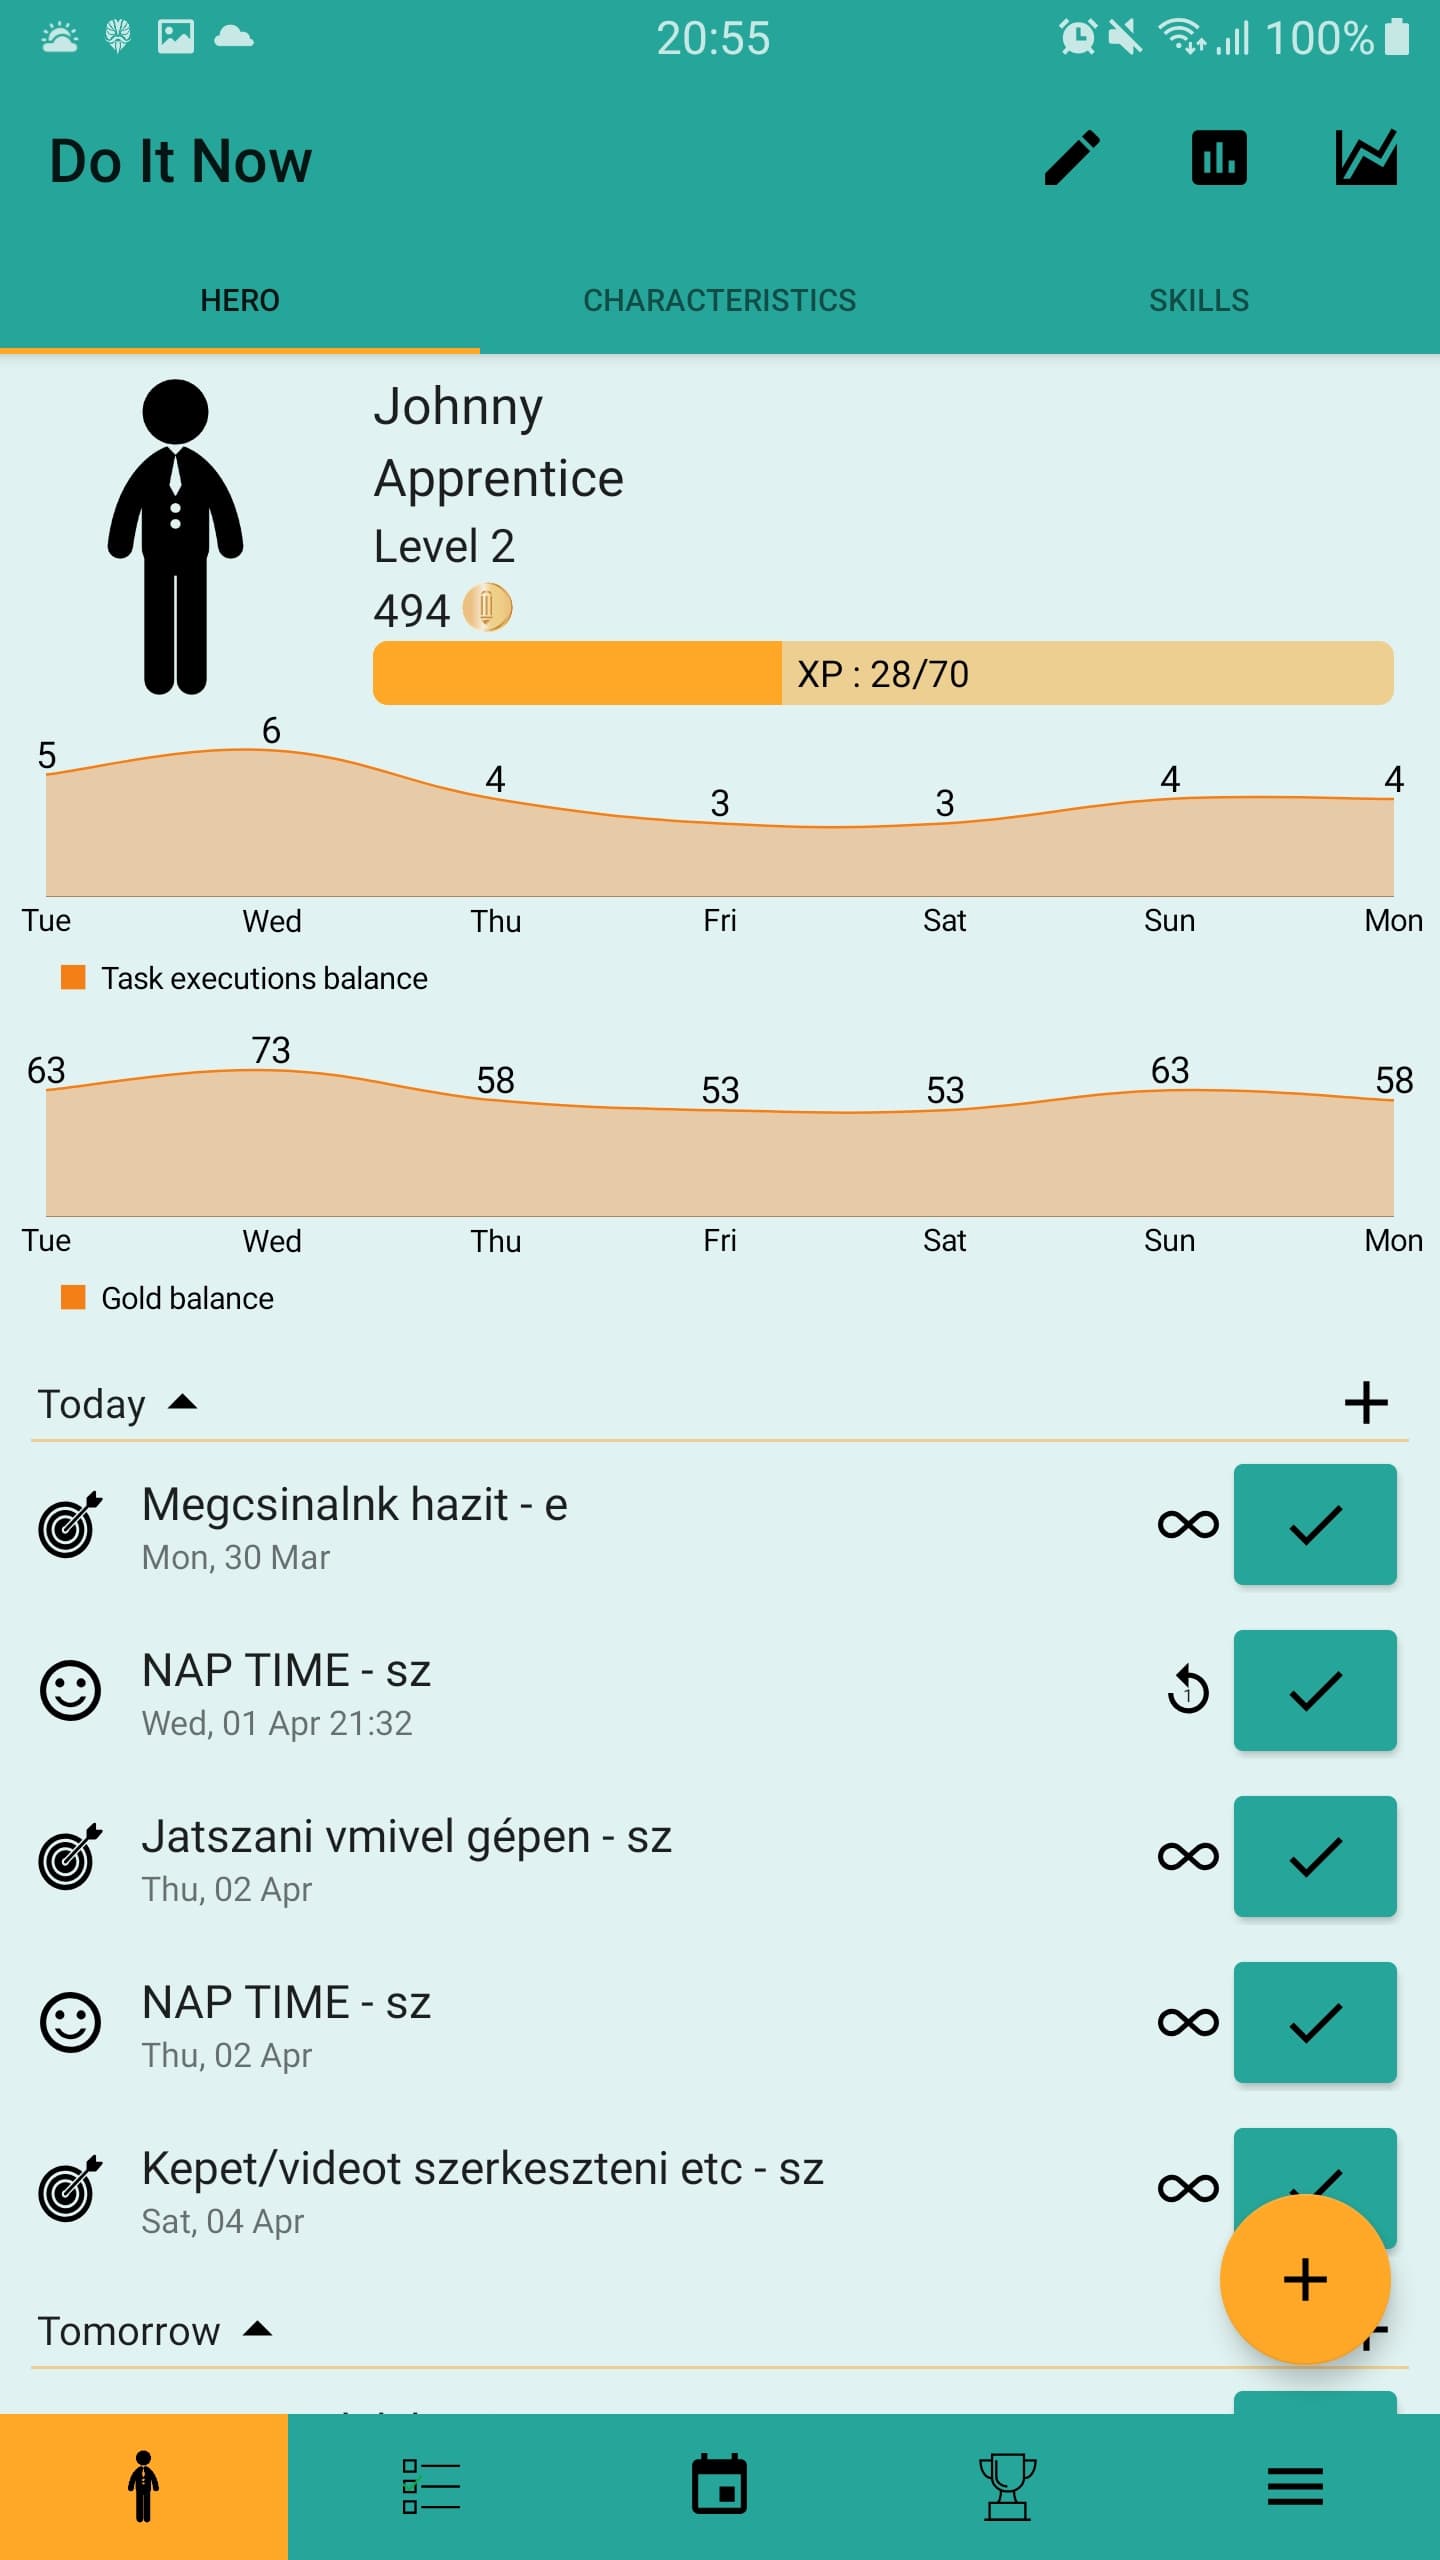 20:55
100%
Do It Now
HERO
CHARACTERISTICS
SKILLS
Johnny
Apprentice
Level 2
494
XP : 28/70
5
6
4
3
3
4
4
Tue
Wed
Thu
Fri
Sat
Sun
Mon
Task executions balance
63
73
58
53
53
63
58
Tue
Wed
Thu
Fri
Sat
Sun
Mon
Gold balance
Today
Megcsinalnk hazit - e
Mon, 30 Mar
NAP TIME - sz
Wed, 01 Apr 21:32
1
Jatszani vmivel gépen - sz
Thu, 02 Apr
NAP TIME - sz
Thu, 02 Apr
Kepet/videot szerkeszteni etc - sz
Sat, 04 Apr
Tomorrow